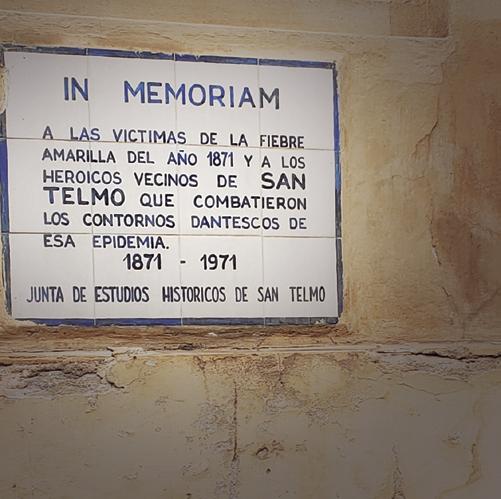 IN MEMORIAM
A LAS VICTIMAS DE LA FIEBRE
AMARILLA DEL AÑO 1871 Y A LOS
HEROICOS VECINOS DE SAN
TELMO QUE COMBATIERON
LOS CONTORNOS DANTESCOS DE
ESA EPIDEMIA.
1871 - 1971
JUNTA DE ESTUDIOS HISTORICOS DE SAN TELMO